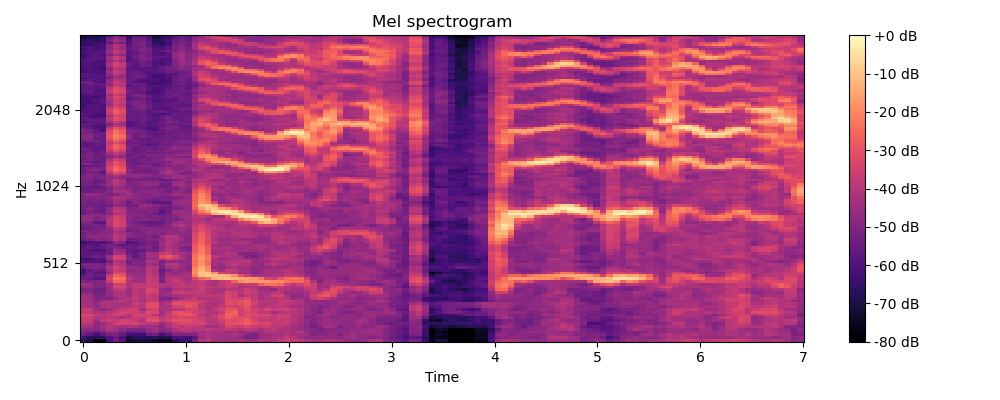 Mel spectrogram
+0 dB
-10 dB
-20 dB
-30 dB
-40 dB
-50 dB
-60 dB
-70 dB
-80 dB
2048
1024
512
0
Hz
0 1 2 3 4 5 6 7
Time